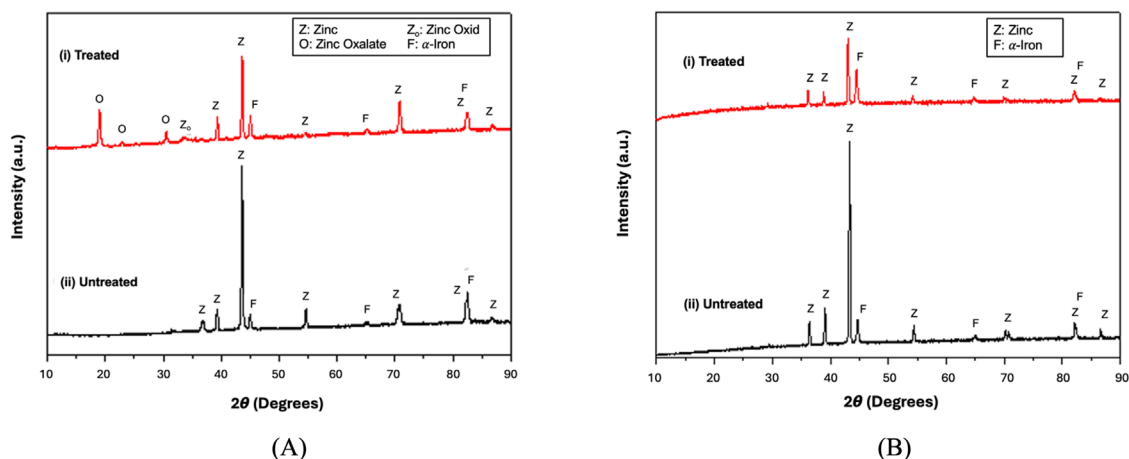 Z: Zinc Zo: Zinc Oxid
O: Zinc Oxalate F: α-Iron
(i) Treated
O
O
O
Zo
Z
Z
F
Z
F
Z
Z
F
Z
(ii) Untreated
Z
Z
Z
F
Z
F
Z
Z
F
Z
Intensity (a.u.)
10 20 30 40 50 60 70 80 90
2θ (Degrees)
(A)
Z: Zinc
F: α-Iron
(i) Treated
Z
Z
Z
F
Z
F
Z
F
Z
Z
(ii) Untreated
Z
Z
Z
F
Z
F
Z
F
Z
Z
Intensity (a.u.)
10 20 30 40 50 60 70 80 90
2θ (Degrees)
(B)